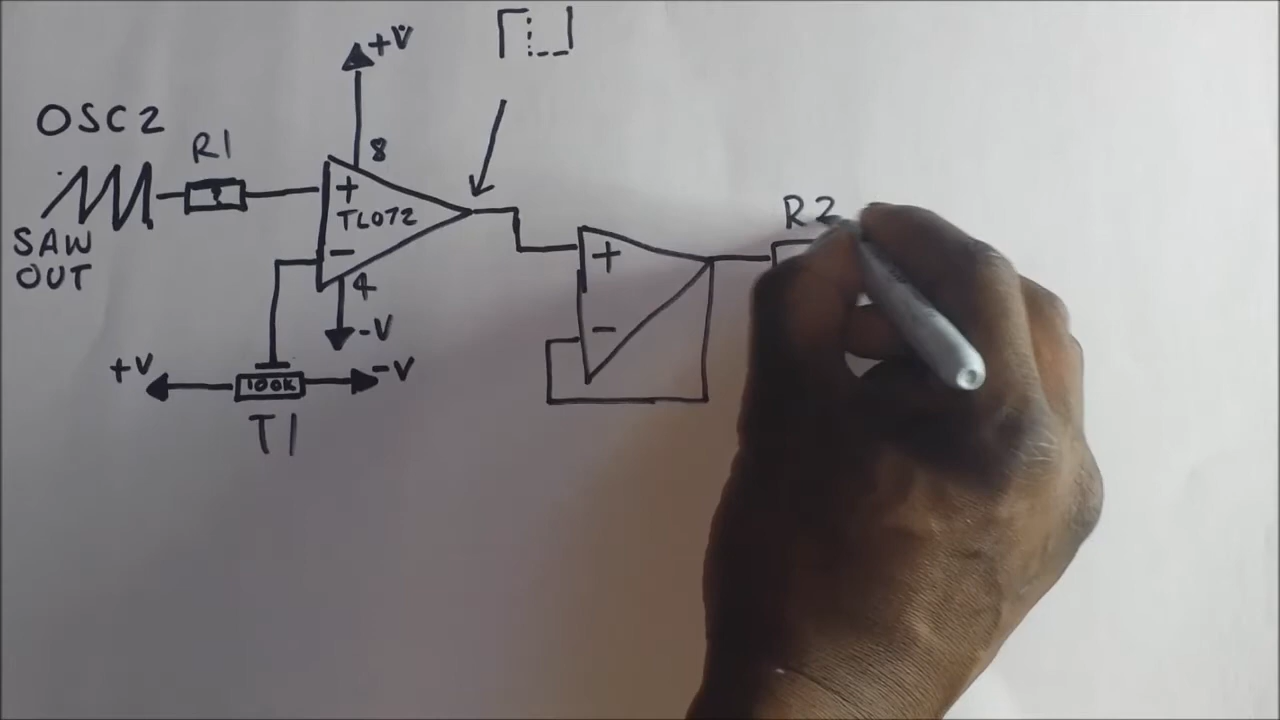 +V
OSC2
R1
8
+
TL072
-
4
SAW
OUT
-V
+V
100K
-V
T1
+
-
R2